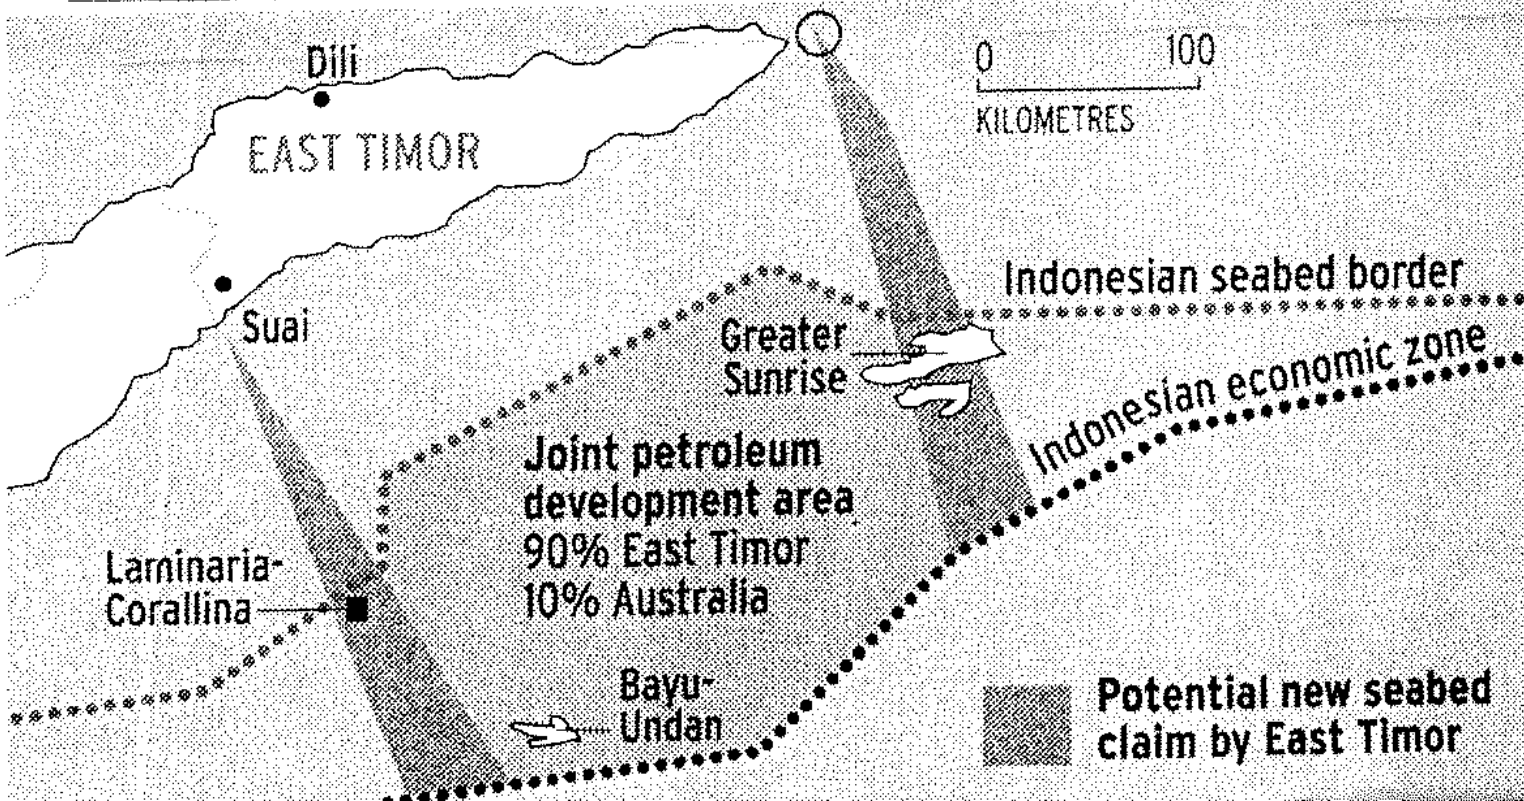 Dili
EAST TIMOR
0 100
KILOMETRES
Suai
Indonesian seabed border
Greater
Sunrise
Indonesian economic zone
Joint petroleum
development area
90% East Timor
10% Australia
Laminaria-
Corallina
Bayu-
Undan
Potential new seabed
claim by East Timor